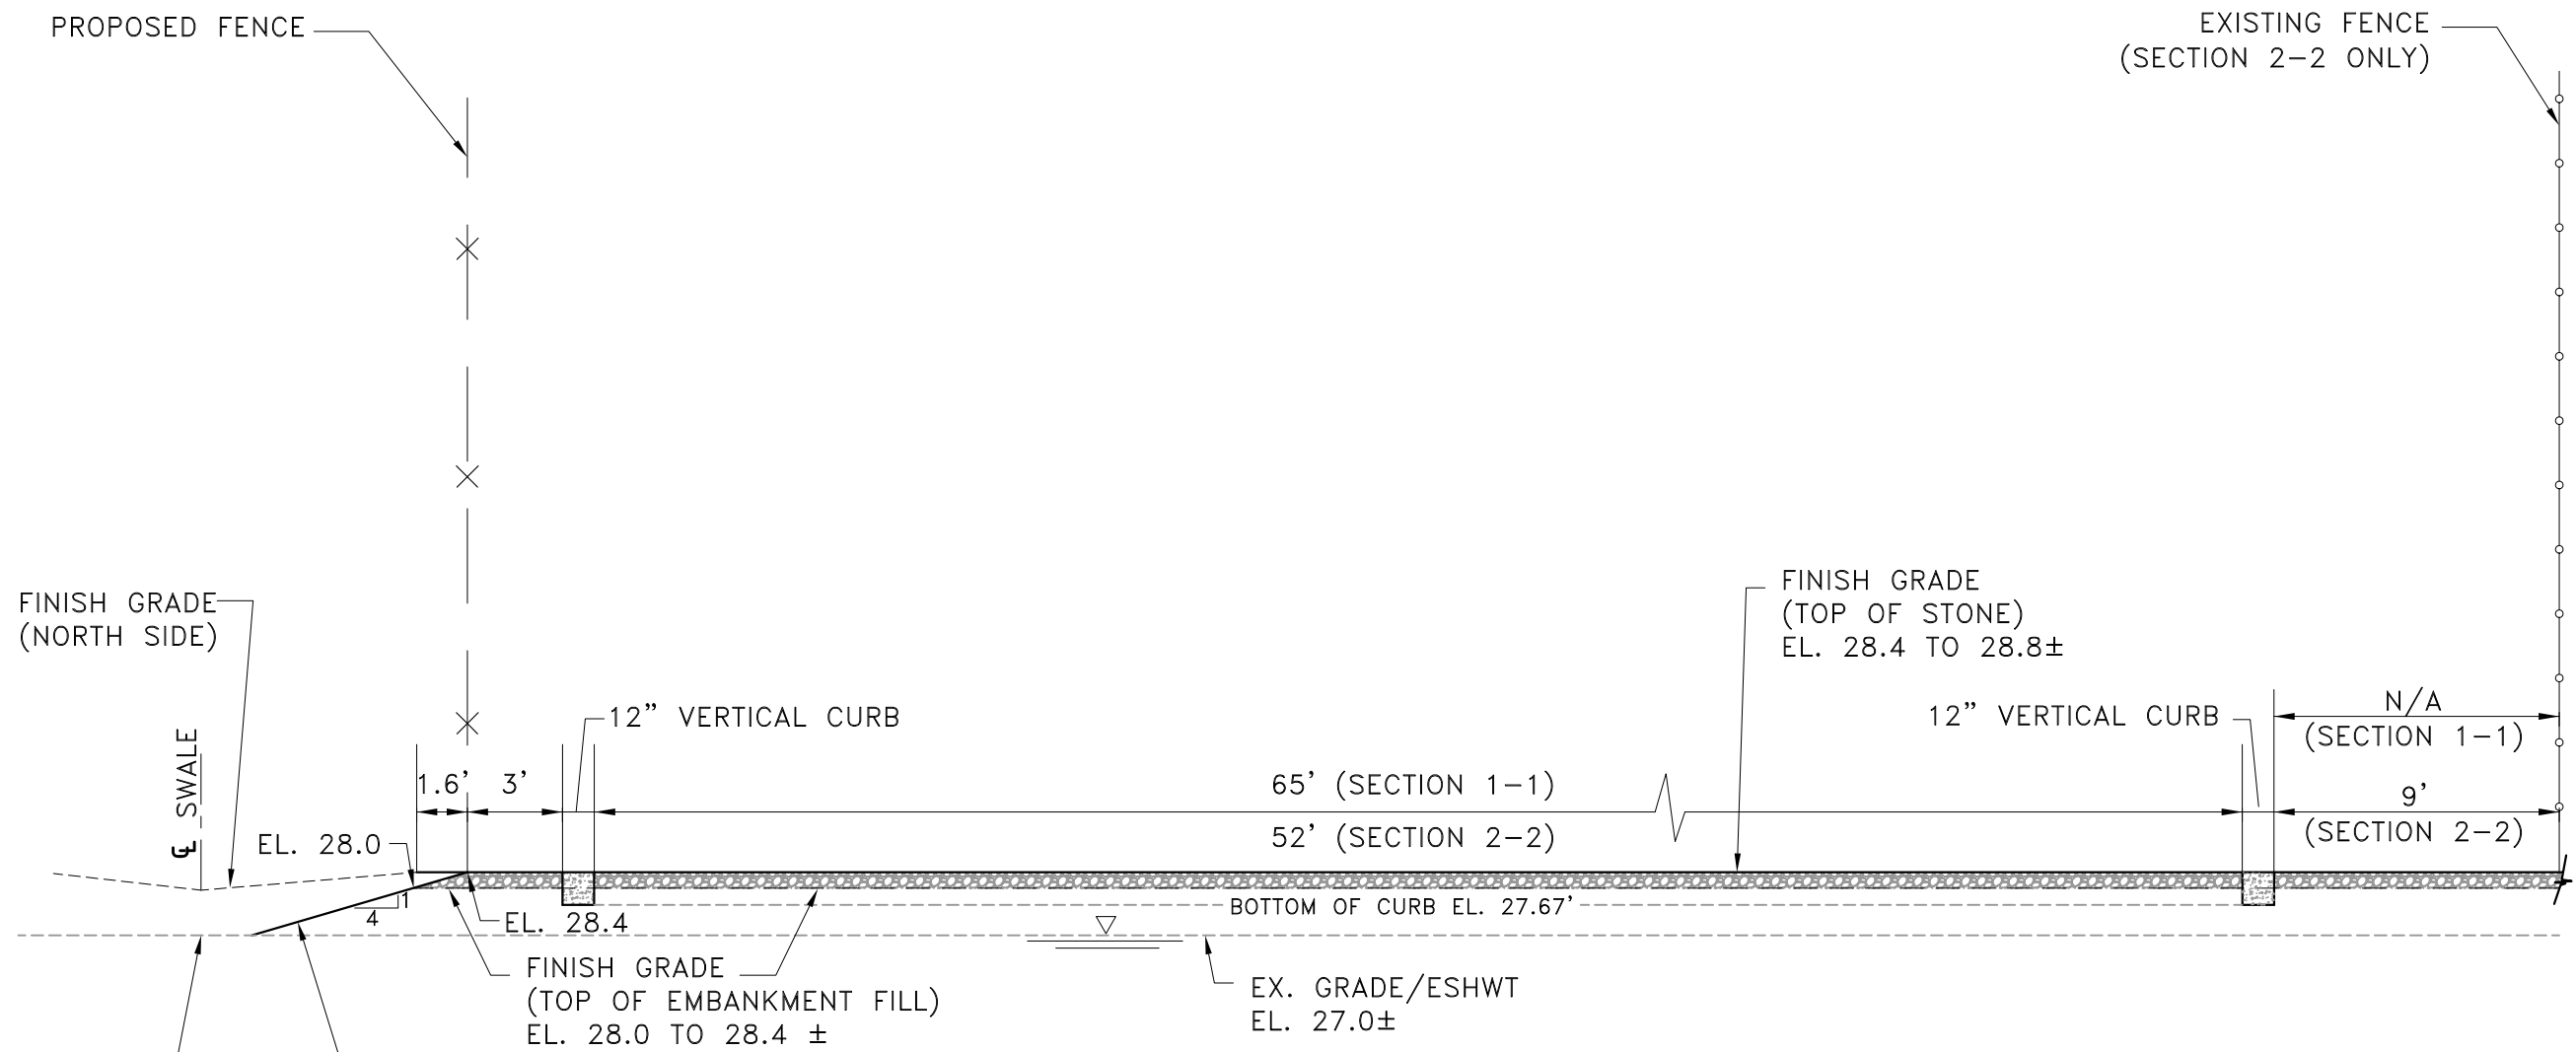 PROPOSED FENCE
EXISTING FENCE
(SECTION 2-2 ONLY)
FINISH GRADE
(NORTH SIDE)
FINISH GRADE
(TOP OF STONE)
EL. 28.4 TO 28.8±
℄ SWALE
12" VERTICAL CURB
12" VERTICAL CURB
N/A
(SECTION 1-1)
1.6'
3'
65' (SECTION 1-1)
52' (SECTION 2-2)
9'
(SECTION 2-2)
EL. 28.0
1
4
EL. 28.4
BOTTOM OF CURB EL. 27.67'
FINISH GRADE
(TOP OF EMBANKMENT FILL)
EL. 28.0 TO 28.4 ±
EX. GRADE/ESHWT
EL. 27.0±